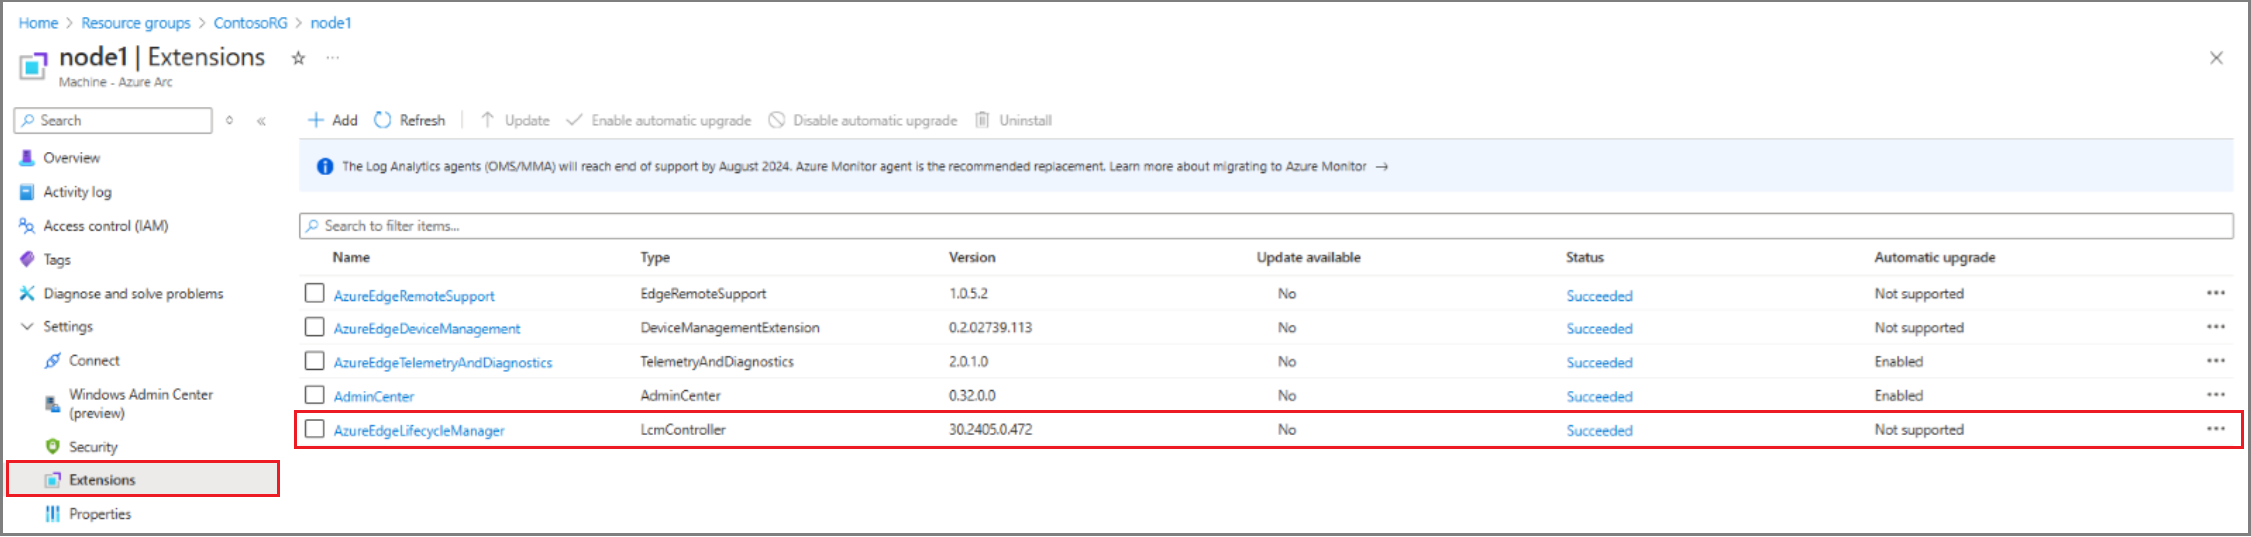 Home > Resource groups > ContosoRG > node1
node1 | Extensions
Machine - Azure Arc
Search
Add Refresh Update Enable automatic upgrade Disable automatic upgrade Uninstall
Overview
Activity log
Access control (IAM)
Tags
Diagnose and solve problems
Settings
Connect
Windows Admin Center
(preview)
Security
Extensions
Properties
The Log Analytics agents (OMS/MMA) will reach end of support by August 2024. Azure Monitor agent is the recommended replacement. Learn more about migrating to Azure Monitor →
Search to filter items...
Name Type Version Update available Status Automatic upgrade
AzureEdgeRemoteSupport EdgeRemoteSupport 1.0.5.2 No Succeeded Not supported
AzureEdgeDeviceManagement DeviceManagementExtension 0.2.02739.113 No Succeeded Not supported
AzureEdgeTelemetryAndDiagnostics TelemetryAndDiagnostics 2.0.1.0 No Succeeded Enabled
AdminCenter AdminCenter 0.32.0.0 No Succeeded Enabled
AzureEdgeLifecycleManager LcmController 30.2405.0.472 No Succeeded Not supported